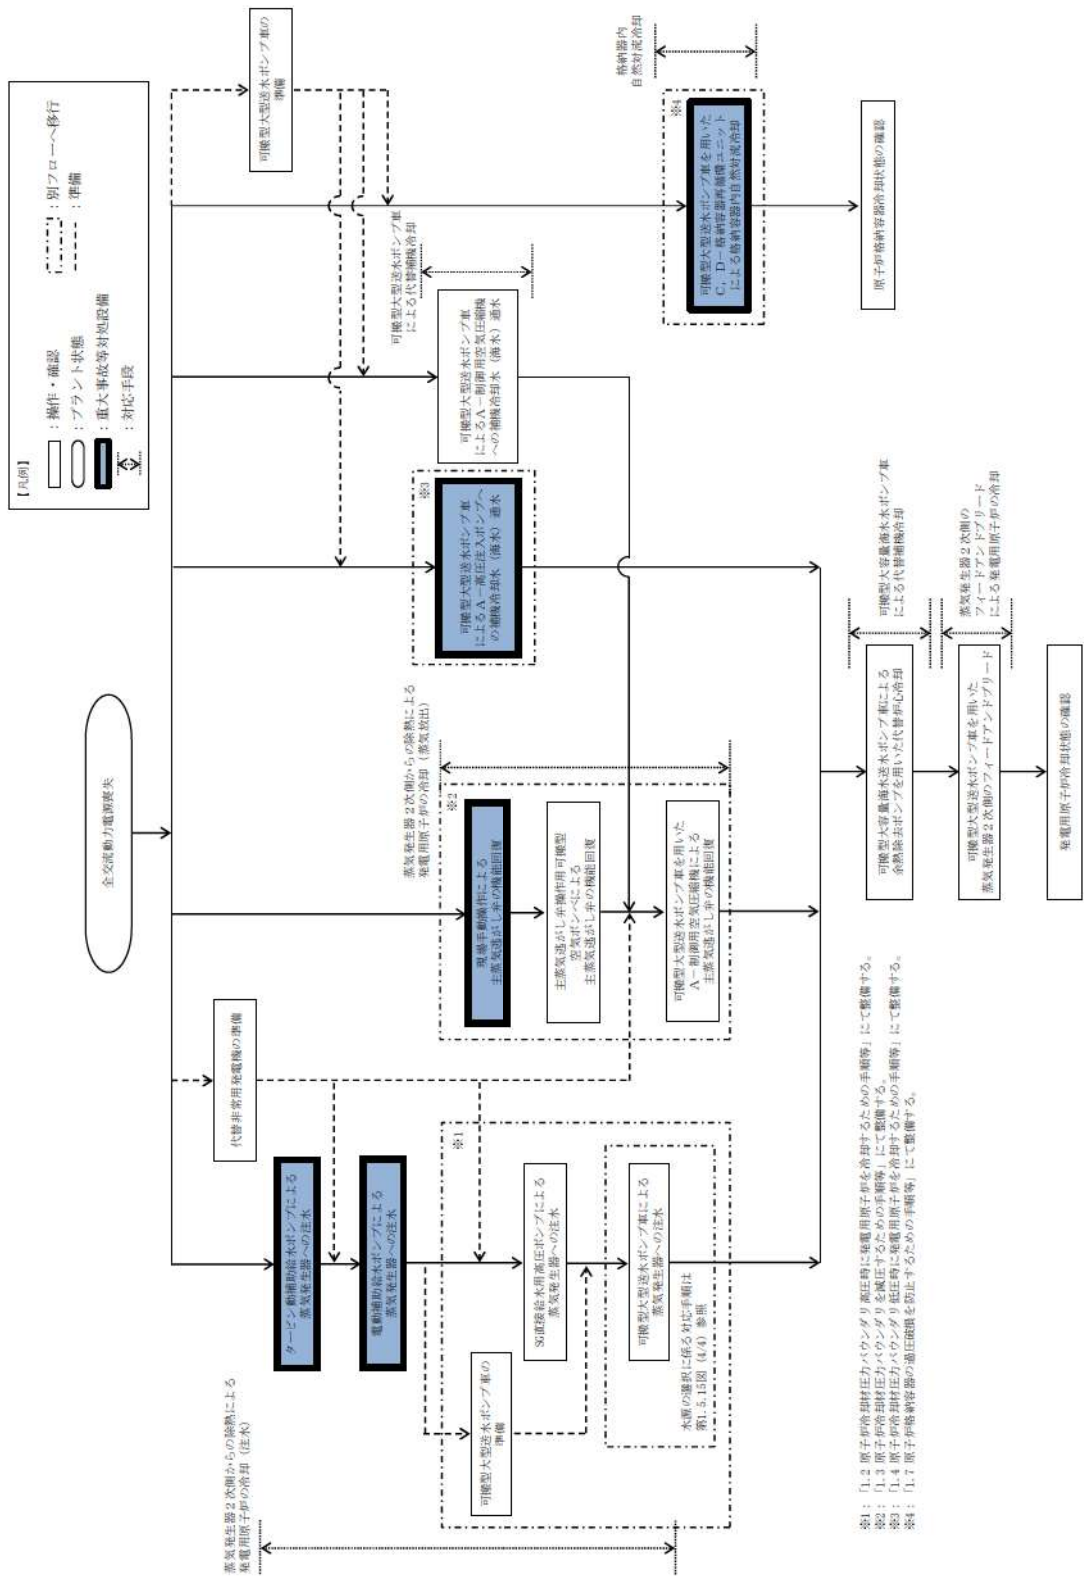 【凡例】
：操作・確認
：プラント状態
：重大事故等対処設備
：対応手段
：別フローへ移行
：準備
全交流動力電源喪失
蒸気発生器２次側からの除熱による
発電用原子炉の冷却（注水）
タービン動補助給水ポンプによる
蒸気発生器への注水
電動補助給水ポンプによる
蒸気発生器への注水
代替非常用発電機の準備
※1
可搬型大型送水ポンプ車の
準備
SG直接給水用高圧ポンプによる
蒸気発生器への注水
可搬型大型送水ポンプ車による
蒸気発生器への注水
水源の選択に係る対応手順は
第1.5.15図（4/4）参照
蒸気発生器２次側からの除熱による
発電用原子炉の冷却（蒸気放出）
※2
現場手動操作による
主蒸気逃がし弁の機能回復
主蒸気逃がし弁操作用可搬型
空気ボンベによる
主蒸気逃がし弁の機能回復
可搬型大型送水ポンプ車を用いた
Ａ－制御用空気圧縮機による
主蒸気逃がし弁の機能回復
※3
可搬型大型送水ポンプ車
によるＡ－高圧注入ポンプへ
の補機冷却水（海水）通水
可搬型大型送水ポンプ車
による代替補機冷却
可搬型大型送水ポンプ車
によるＡ－制御用空気圧縮機
への補機冷却水（海水）通水
可搬型大型送水ポンプ車の
準備
格納容器内
自然対流冷却
※4
可搬型大型送水ポンプ車を用いた
Ｃ，Ｄ－格納容器再循環ユニット
による格納容器内自然対流冷却
原子炉格納容器冷却状態の確認
可搬型大容量海水送水ポンプ車
による代替補機冷却
可搬型大容量海水送水ポンプ車による
余熱除去ポンプを用いた代替炉心冷却
蒸気発生器２次側の
フィードアンドブリード
による発電用原子炉の冷却
可搬型大型送水ポンプ車を用いた
蒸気発生器２次側のフィードアンドブリード
発電用原子炉冷却状態の確認
※1：「1.2 原子炉冷却材圧力バウンダリ高圧時に発電用原子炉を冷却するための手順等」にて整備する。
※2：「1.3 原子炉冷却材圧力バウンダリを減圧するための手順等」にて整備する。
※3：「1.4 原子炉冷却材圧力バウンダリ低圧時に発電用原子炉を冷却するための手順等」にて整備する。
※4：「1.7 原子炉格納容器の過圧破損を防止するための手順等」にて整備する。